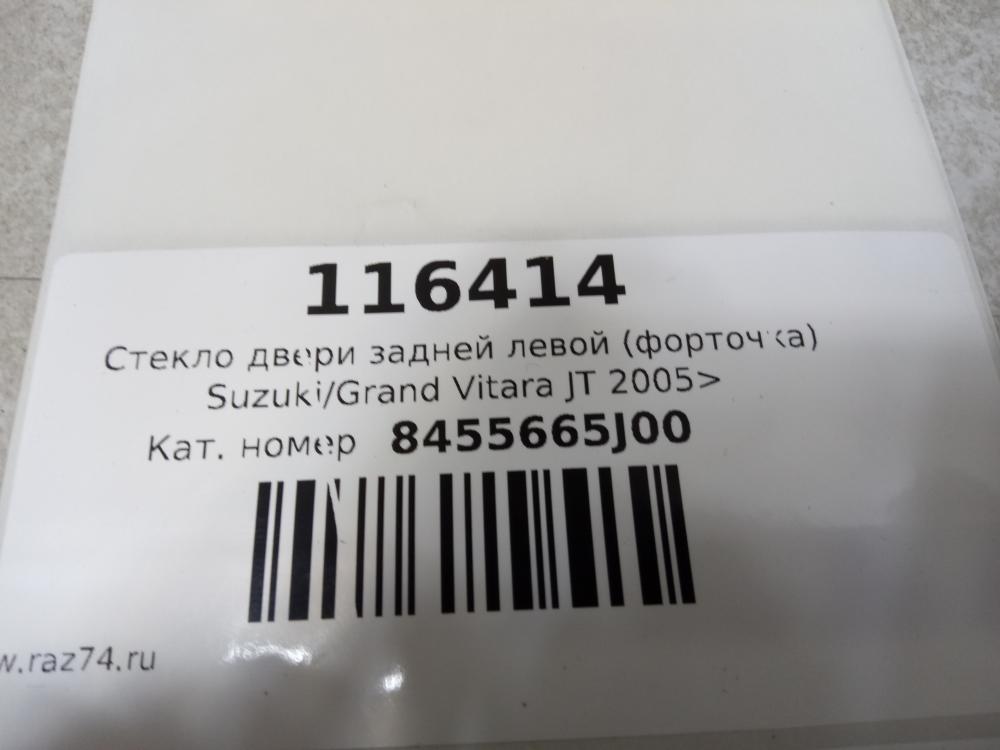 116414
Стекло двери задней левой (форточка)
Suzuki/Grand Vitara JT 2005>
Кат. номер 8455665J00
w.raz74.ru